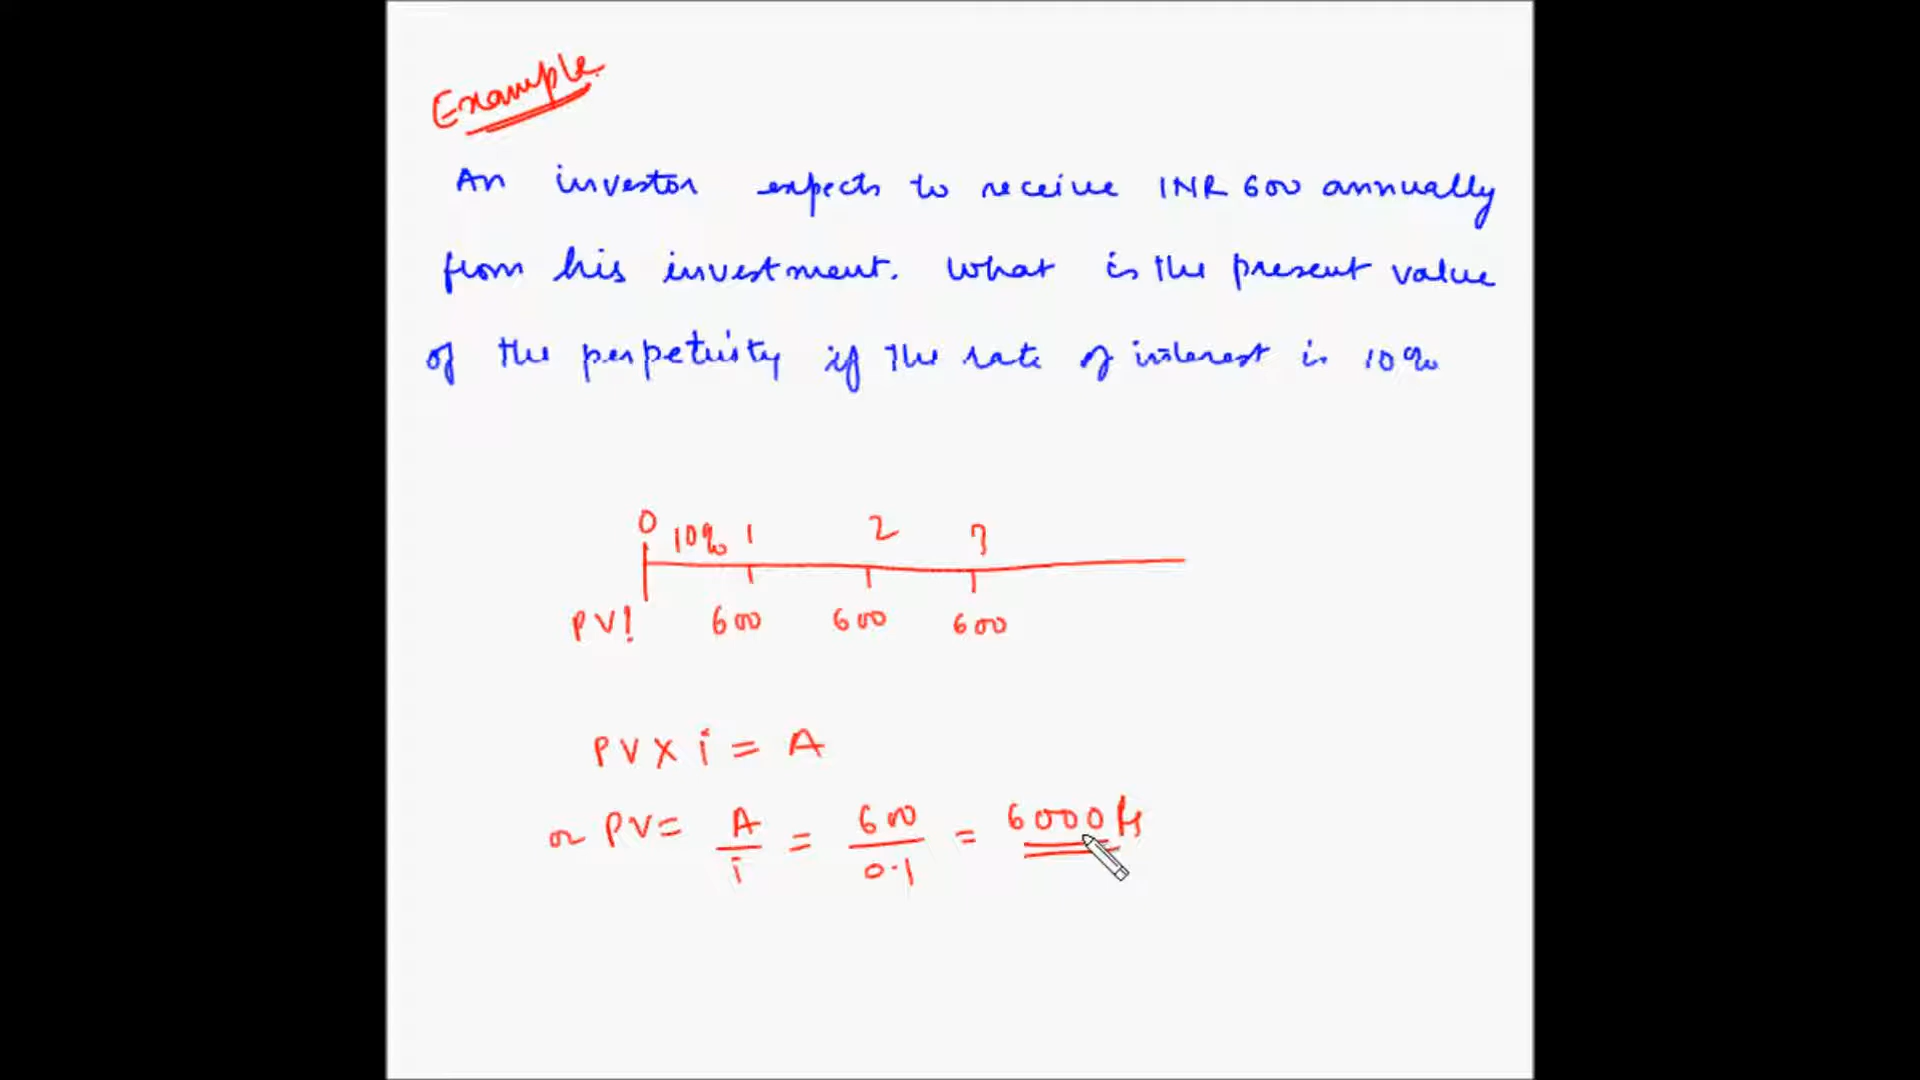 Example
An investor expects to receive INR 600 annually
from his investment. What is the present value
of the perpetuity if the rate of interest is 10%
0 10% 1 2 3
PV? 600 600 600
PV X i = A
or PV = A/i = 600/0.1 = 6000 Rs